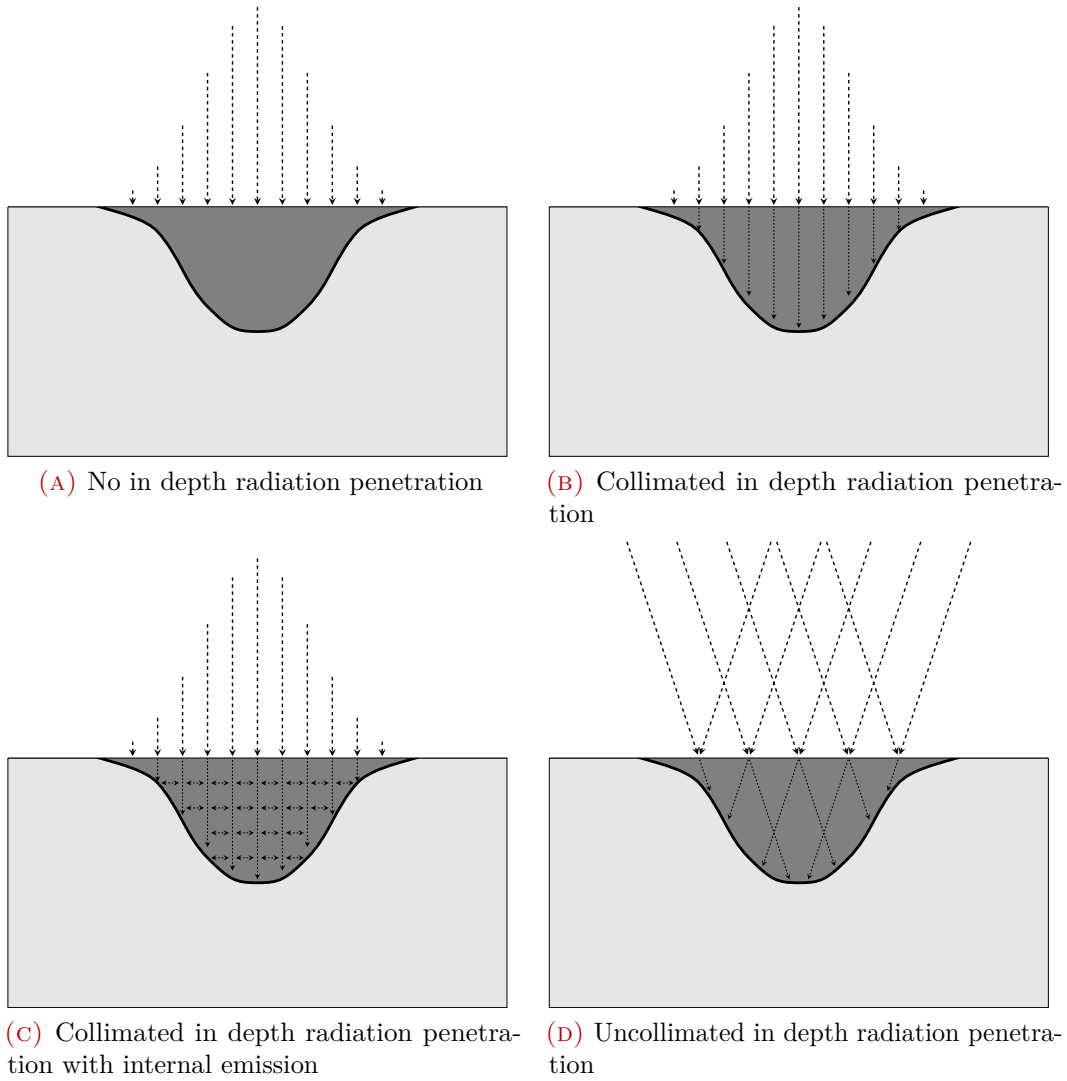 (A) No in depth radiation penetration
(B) Collimated in depth radiation penetra-
tion
(C) Collimated in depth radiation penetra-
tion with internal emission
(D) Uncollimated in depth radiation penetra-
tion